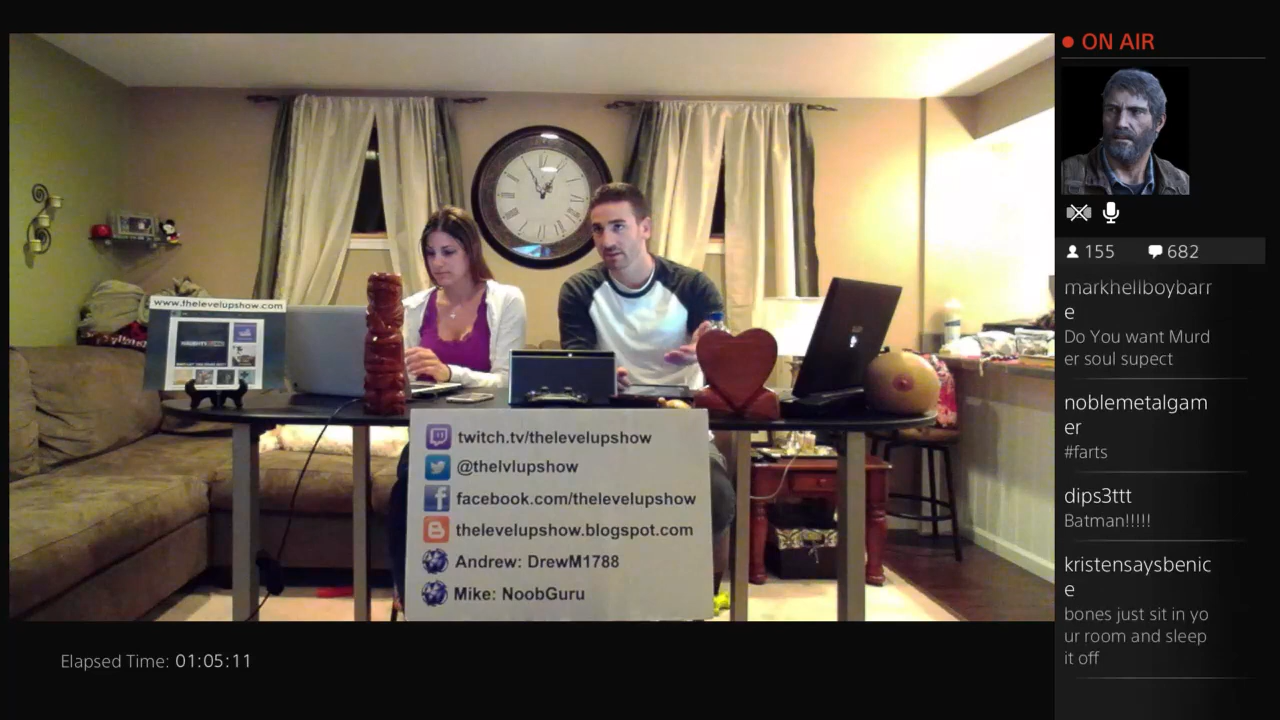 ON AIR
155 682
markhellboybarr
e
Do You want Murd
er soul supect
noblemetalgam
er
#farts
dips3ttt
Batman!!!!!
kristensaysbenic
e
bones just sit in yo
ur room and sleep
it off
www.thelevelupshow.com
twitch.tv/thelevelupshow
@thelvlupshow
facebook.com/thelevelupshow
thelevelupshow.blogspot.com
Andrew: DrewM1788
Mike: NoobGuru
Elapsed Time: 01:05:11